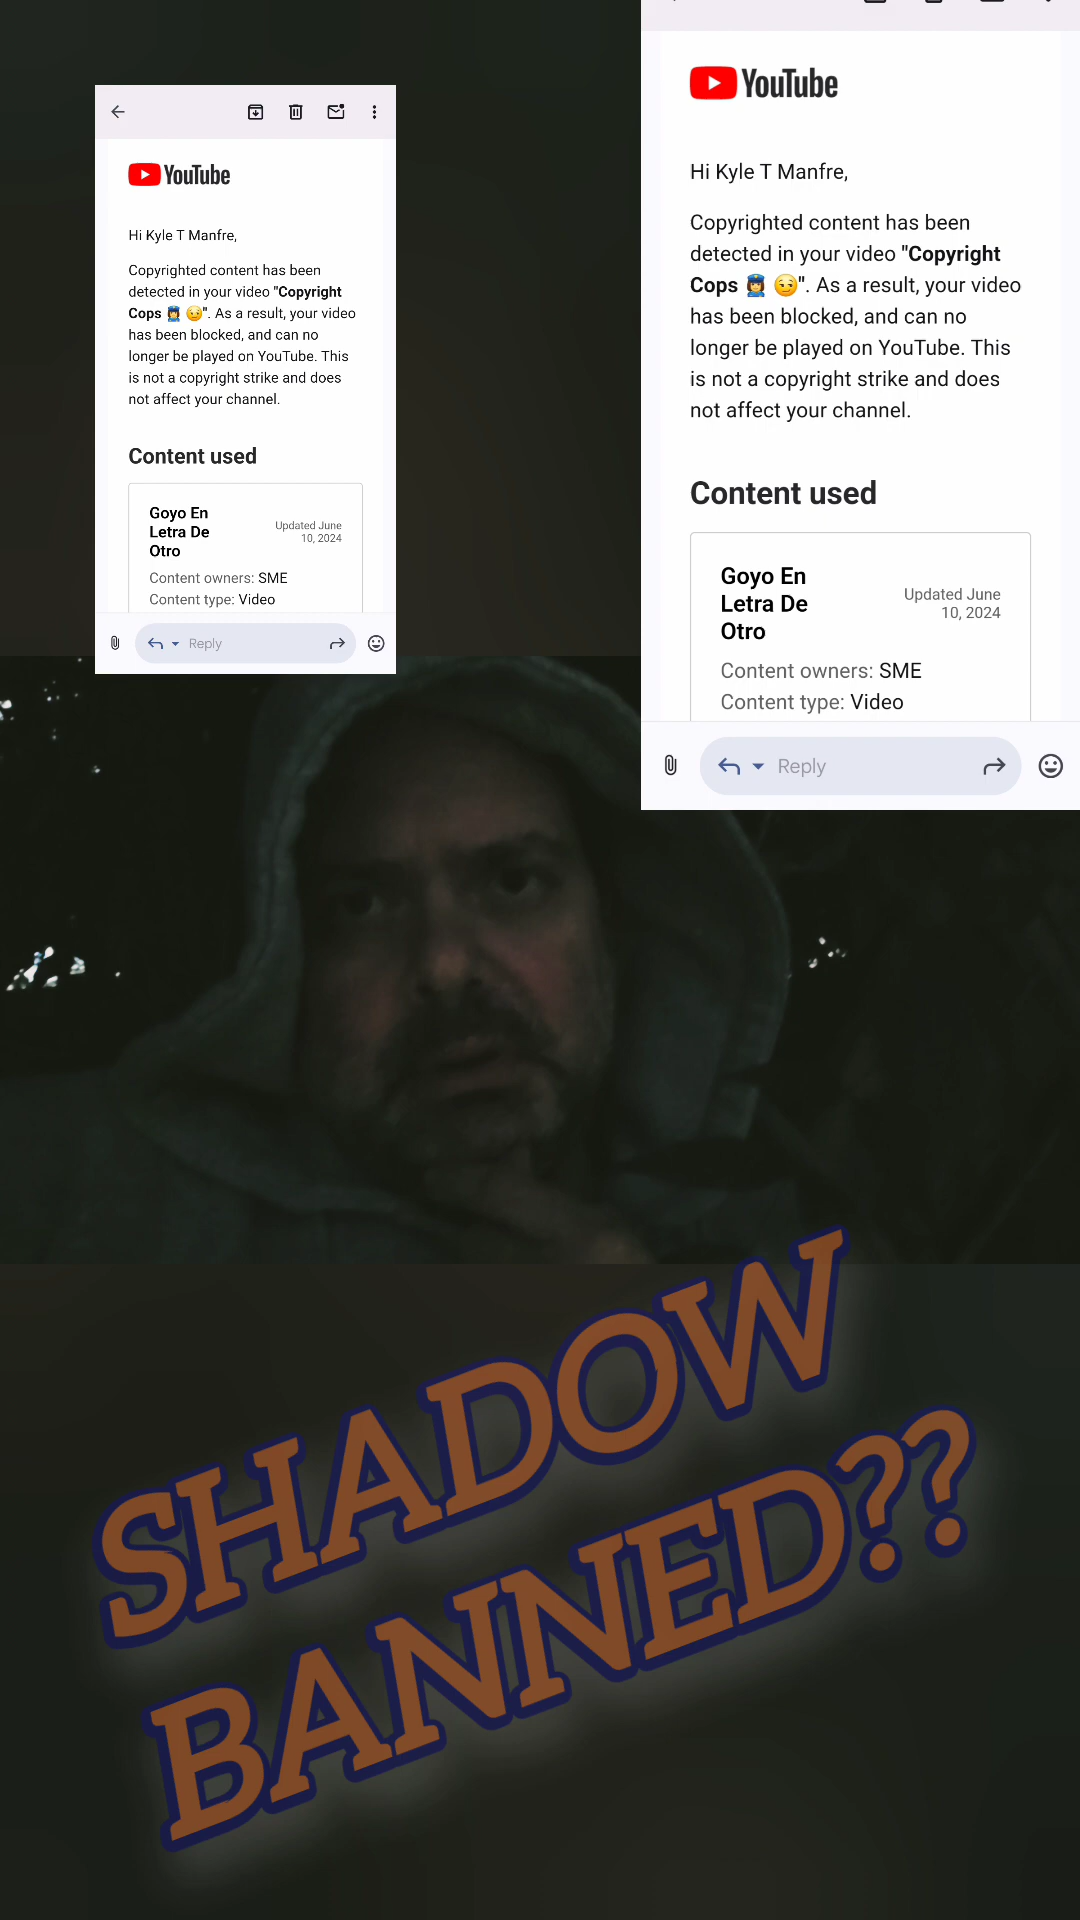 YouTube
Hi Kyle T Manfre,
Copyrighted content has been
detected in your video "Copyright
Cops 👮 😏". As a result, your video
has been blocked, and can no
longer be played on YouTube. This
is not a copyright strike and does
not affect your channel.
Content used
Goyo En
Letra De
Otro
Updated June
10, 2024
Content owners: SME
Content type: Video
Reply
YouTube
Hi Kyle T Manfre,
Copyrighted content has been
detected in your video "Copyright
Cops 👮 😏". As a result, your video
has been blocked, and can no
longer be played on YouTube. This
is not a copyright strike and does
not affect your channel.
Content used
Goyo En
Letra De
Otro
Updated June
10, 2024
Content owners: SME
Content type: Video
Reply
SHADOW
BANNED??